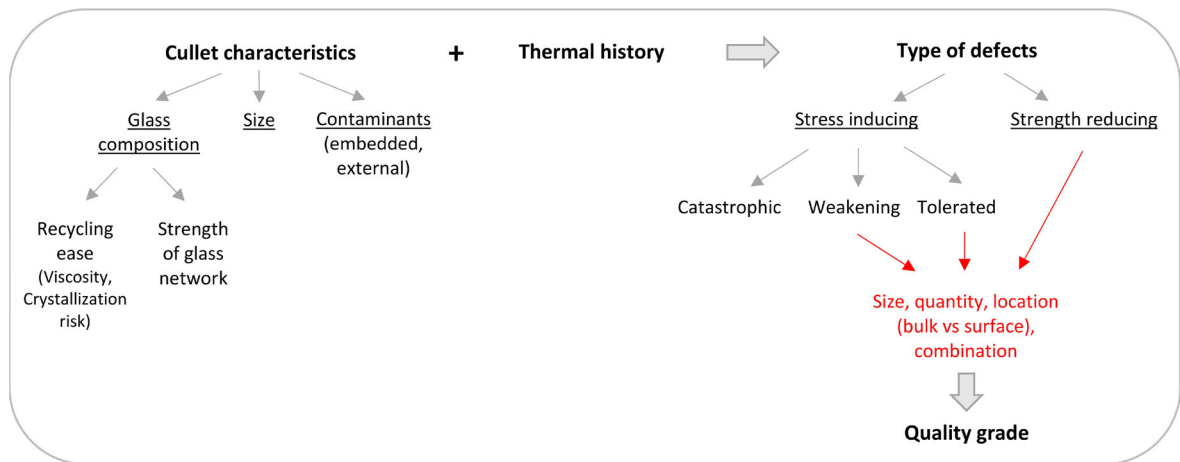 Cullet characteristics + Thermal history Type of defects
Glass
composition
Size
Contaminants
(embedded,
external)
Stress inducing
Strength reducing
Recycling
ease
(Viscosity,
Crystallization
risk)
Strength
of glass
network
Catastrophic
Weakening
Tolerated
Size, quantity, location
(bulk vs surface),
combination
Quality grade